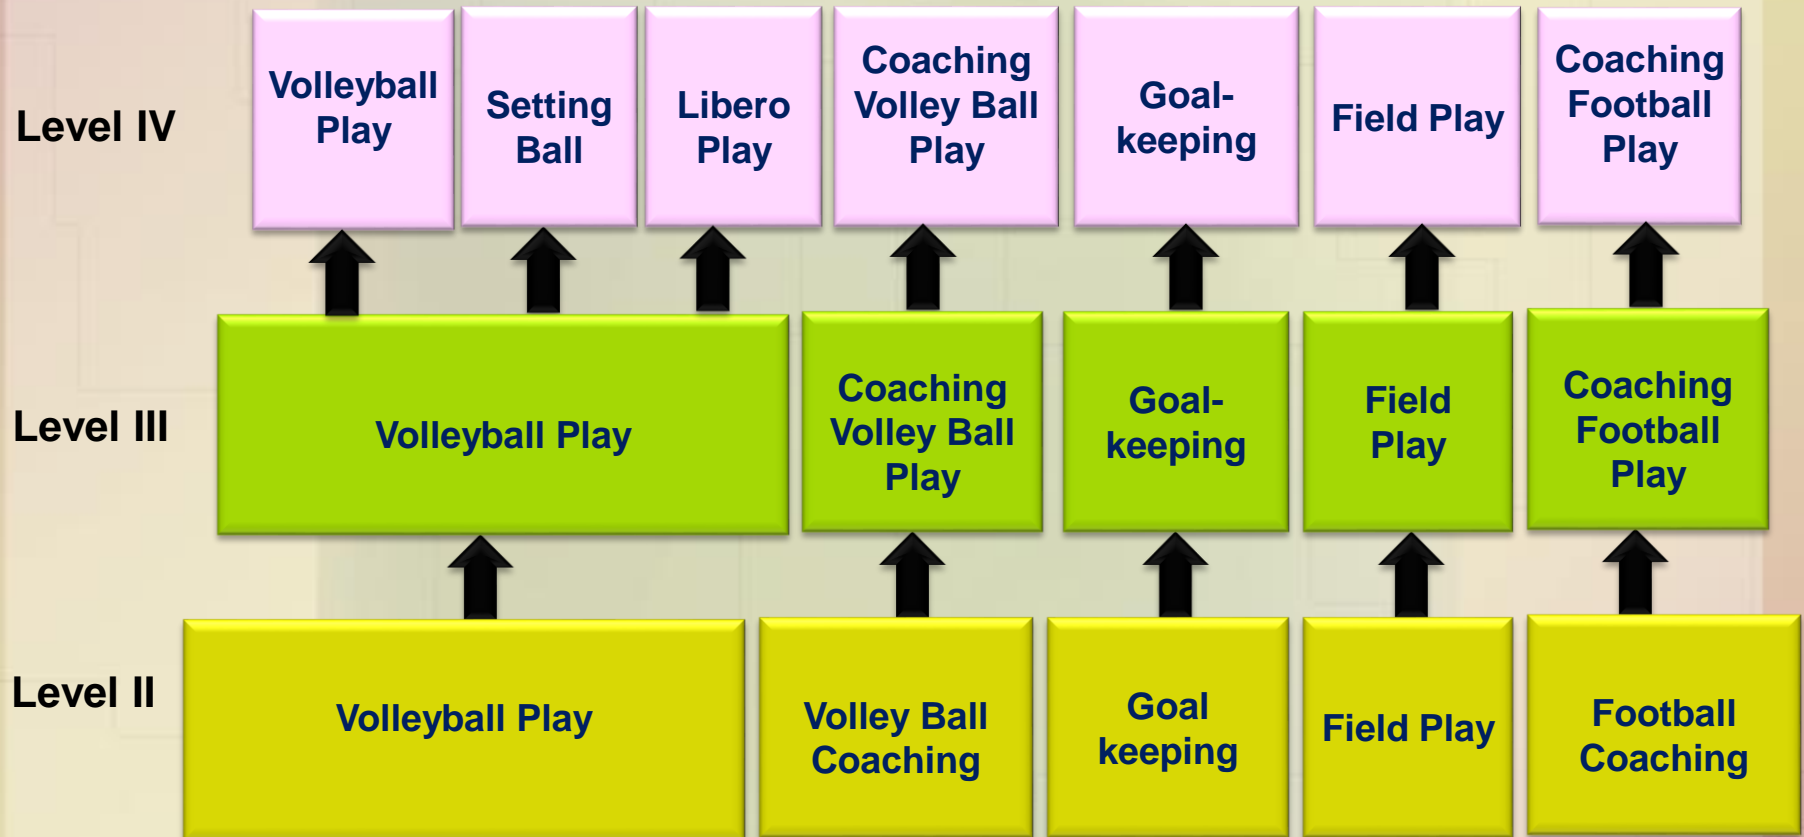 Level IV
Volleyball
Play
Setting
Ball
Libero
Play
Coaching
Volley Ball
Play
Goal-
keeping
Field Play
Coaching
Football
Play
Level III
Volleyball Play
Coaching
Volley Ball
Play
Goal-
keeping
Field
Play
Coaching
Football
Play
Level II
Volleyball Play
Volley Ball
Coaching
Goal
keeping
Field Play
Football
Coaching